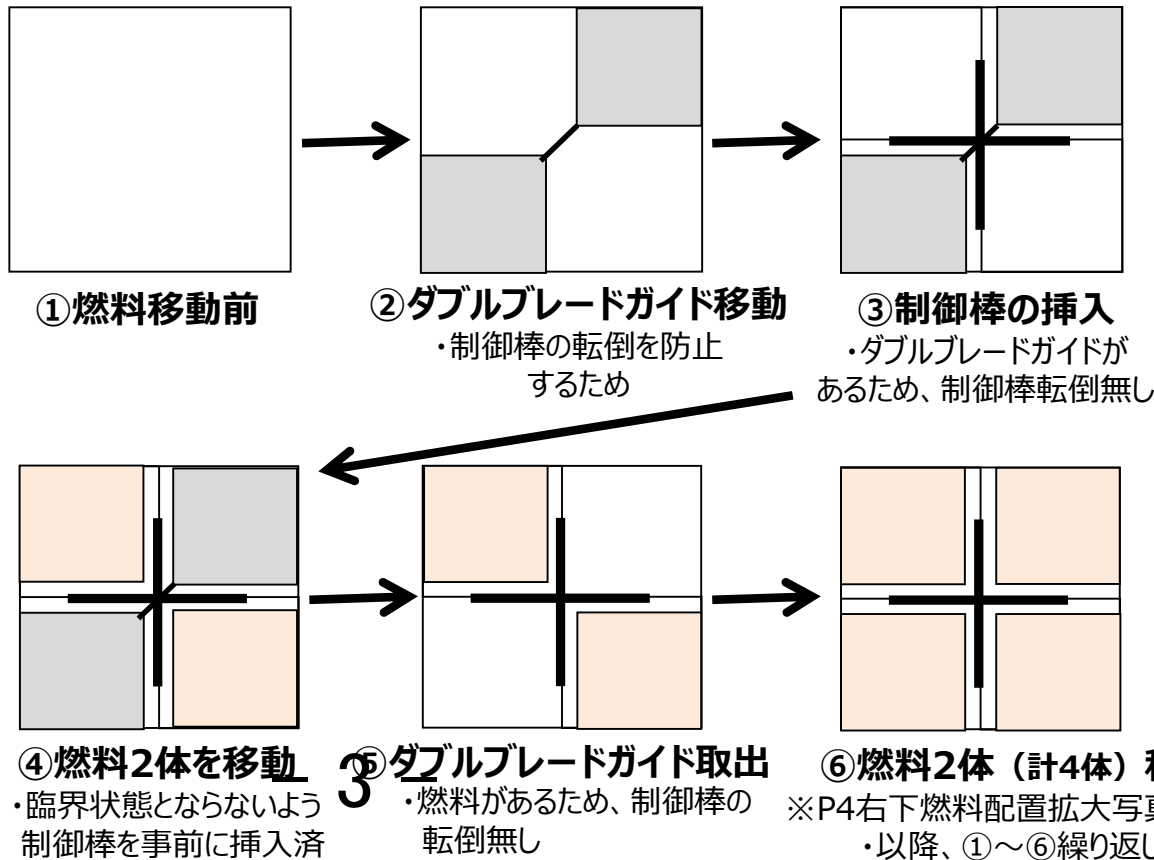 ①燃料移動前
②ダブルブレードガイド移動
・制御棒の転倒を防止
するため
③制御棒の挿入
・ダブルブレードガイドが
あるため、制御棒転倒無し
④燃料2体を移動
・臨界状態とならないよう
制御棒を事前に挿入済
– 3 –
⑤ダブルブレードガイド取出
・燃料があるため、制御棒の
転倒無し
⑥燃料2体（計4体）
※P4右下燃料配置拡大写真
・以降、①～⑥繰り返し